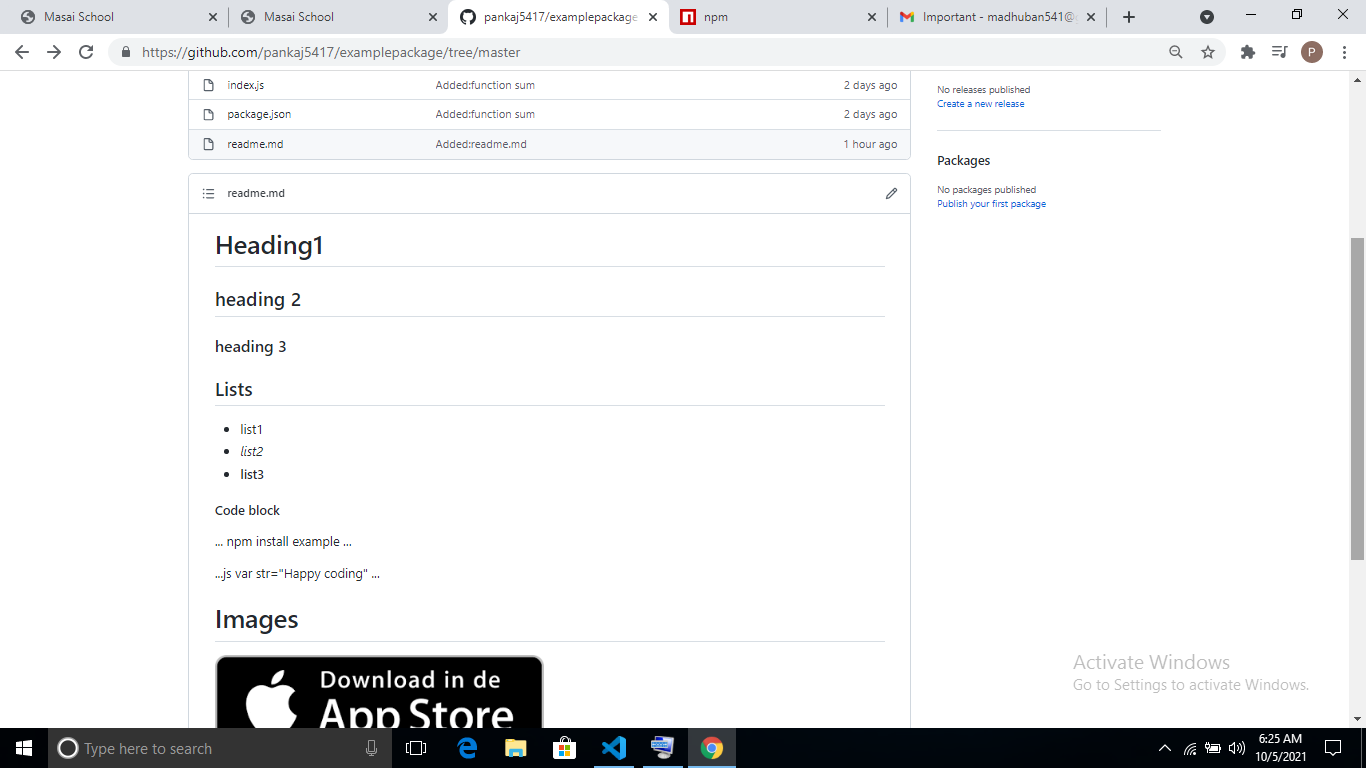 Masai School
Masai School
pankaj5417/examplepackage
npm
Important - madhuban541@
https://github.com/pankaj5417/examplepackage/tree/master
P
index.js Added:function sum 2 days ago
package.json Added:function sum 2 days ago
readme.md Added:readme.md 1 hour ago
No releases published
Create a new release
Packages
No packages published
Publish your first package
readme.md
Heading1
heading 2
heading 3
Lists
• list1
• list2
• list3
Code block
... npm install example ...
...js var str="Happy coding" ...
Images
Download in de
App Store
Activate Windows
Go to Settings to activate Windows.
Type here to search
6:25 AM
10/5/2021